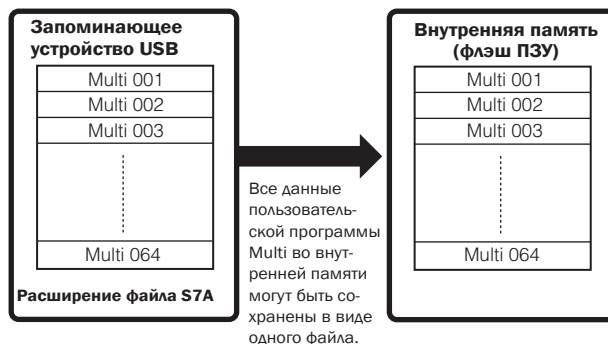 Запоминающее
устройство USB
Multi 001
Multi 002
Multi 003
Multi 064
Расширение файла S7A
Все данные
пользователь-
ской программы
Multi во внут-
ренней памяти
могут быть со-
хранены в виде
одного файла.
Внутренняя память
(флэш ПЗУ)
Multi 001
Multi 002
Multi 003
Multi 064